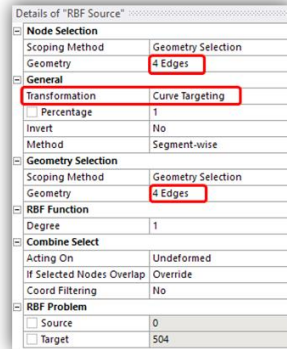 Details of "RBF Source"
Node Selection
Scoping Method Geometry Selection
Geometry 4 Edges
General
Transformation Curve Targeting
Percentage 1
Invert No
Method Segment-wise
Geometry Selection
Scoping Method Geometry Selection
Geometry 4 Edges
RBF Function
Degree 1
Combine Select
Acting On Undeformed
If Selected Nodes Overlap Override
Coord Filtering No
RBF Problem
Source 0
Target 504